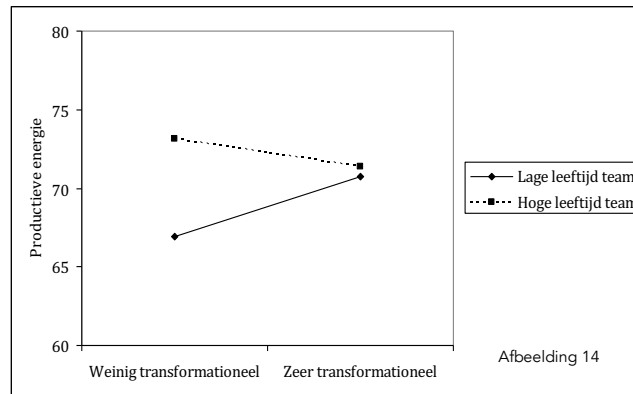 80
75
70
65
60
Productieve energie
Weinig transformationeel
Zeer transformationeel
Lage leeftijd team
Hoge leeftijd team
Afbeelding 14